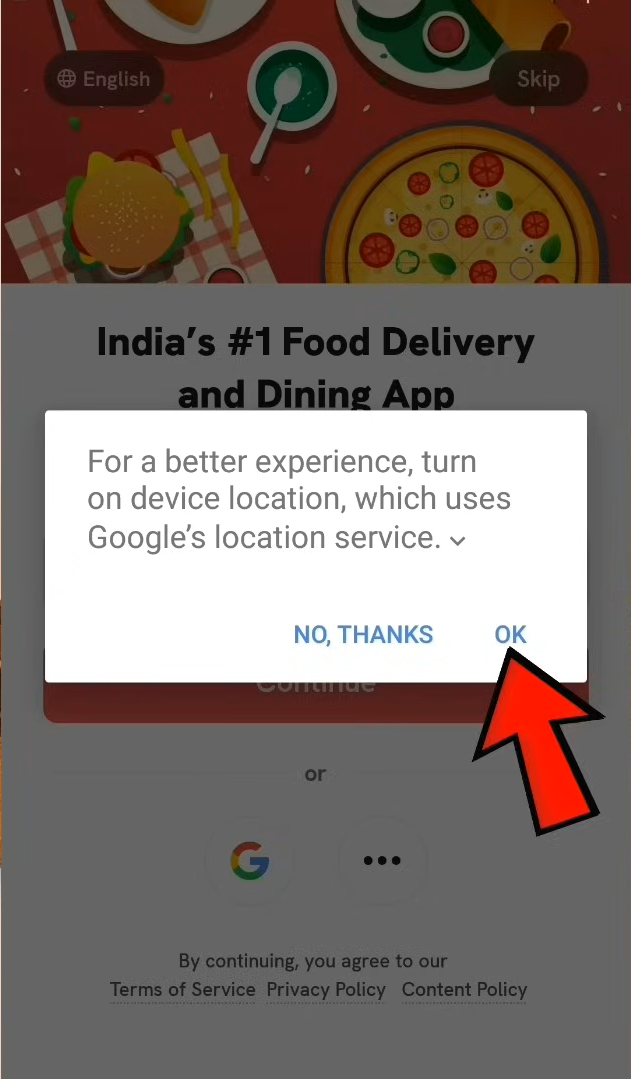 English
Skip
India's #1 Food Delivery
and Dining App
For a better experience, turn
on device location, which uses
Google's location service.
NO, THANKS
OK
Continue
or
G
By continuing, you agree to our
Terms of Service Privacy Policy Content Policy